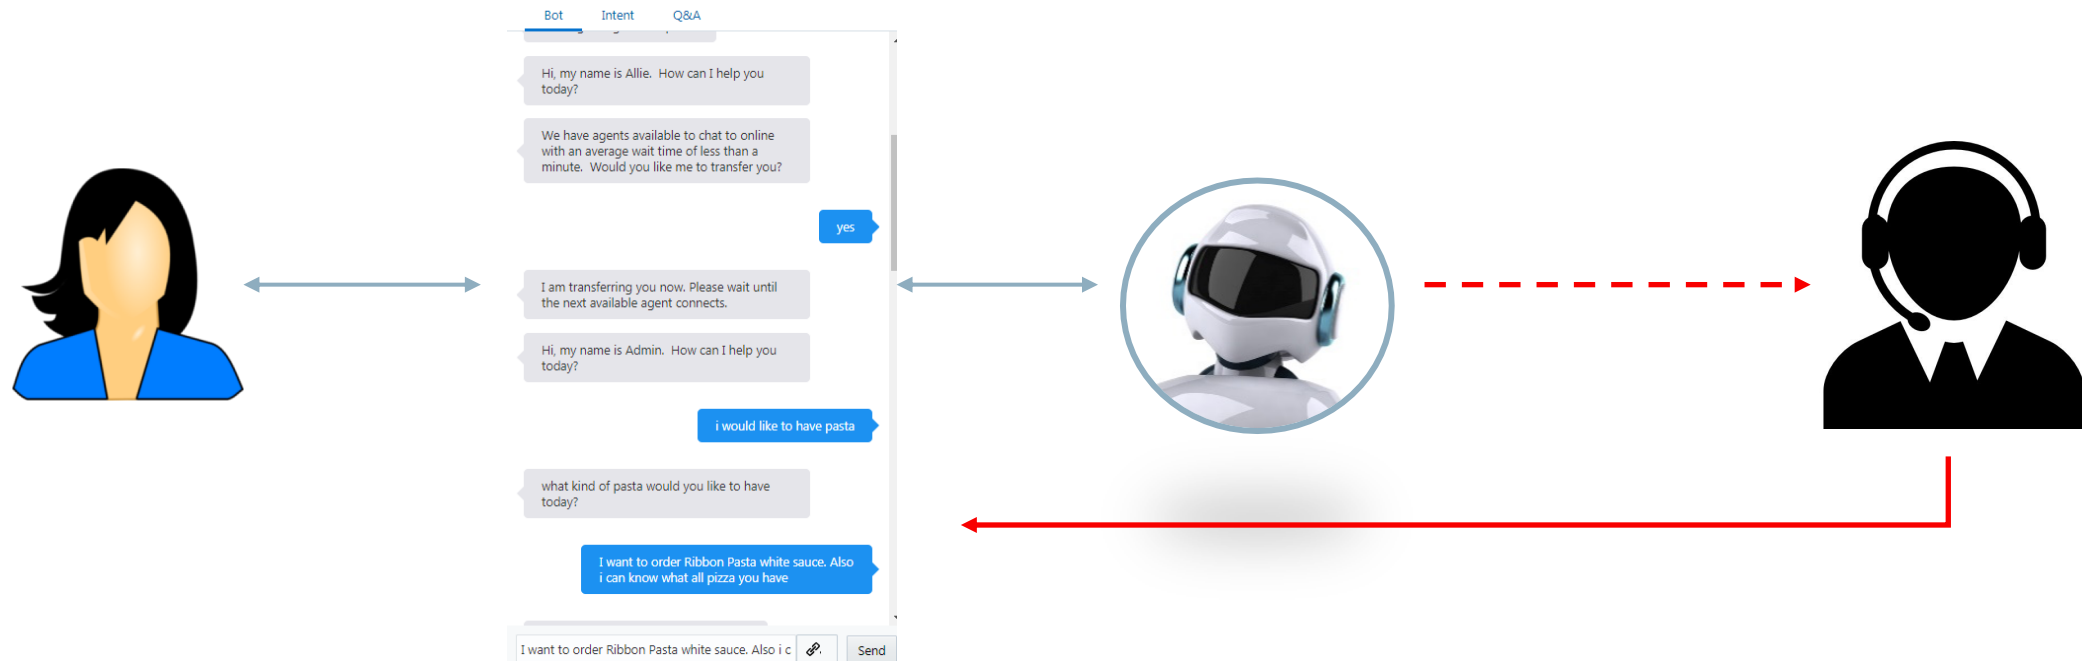 Bot Intent Q&A
Hi, my name is Allie.  How can I help you
today?
We have agents available to chat to online
with an average wait time of less than a
minute.  Would you like me to transfer you?
yes
I am transferring you now. Please wait until
the next available agent connects.
Hi, my name is Admin.  How can I help you
today?
i would like to have pasta
what kind of pasta would you like to have
today?
I want to order Ribbon Pasta white sauce. Also
i can know what all pizza you have
I want to order Ribbon Pasta white sauce. Also i c
Send